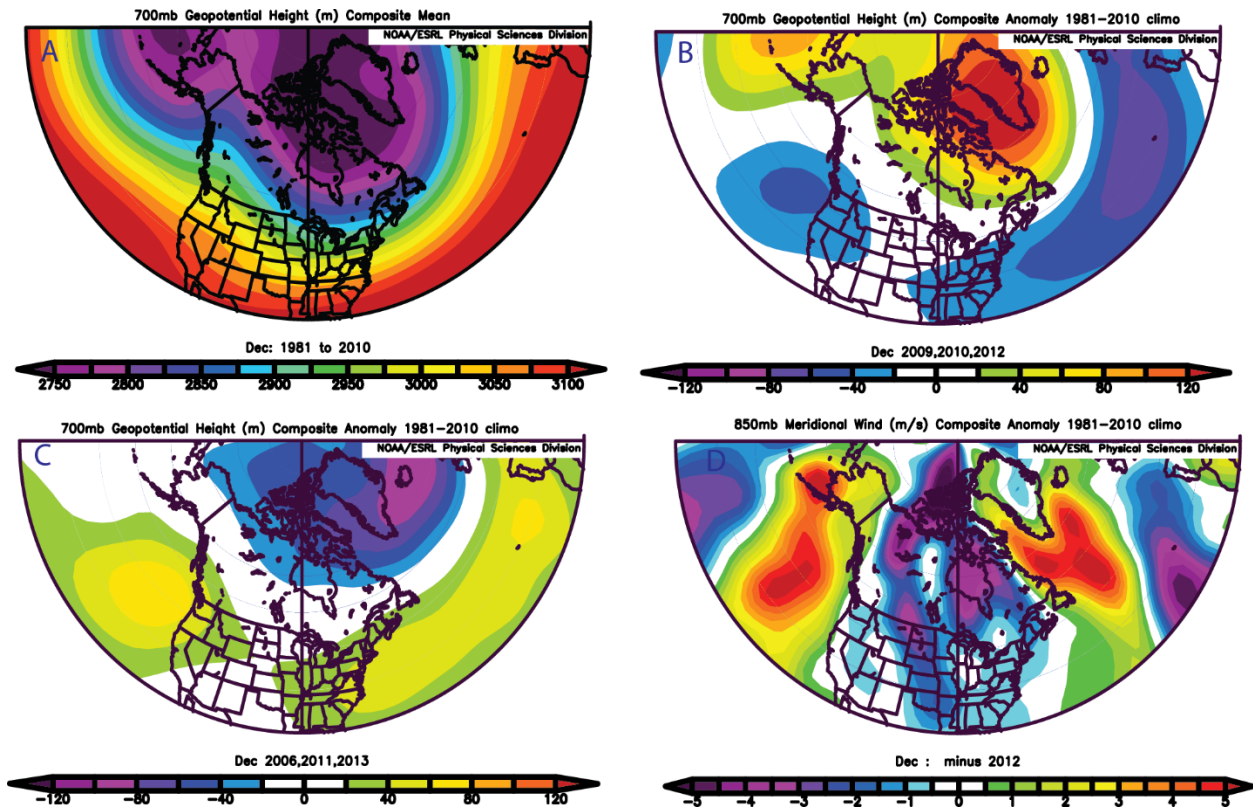 700mb Geopotential Height (m) Composite Mean
A
NOAA/ESRL Physical Sciences Division
Dec: 1981 to 2010
2750 2800 2850 2900 2950 3000 3050 3100
700mb Geopotential Height (m) Composite Anomaly 1981-2010 climo
B
NOAA/ESRL Physical Sciences Division
Dec 2009,2010,2012
-120 -80 -40 0 40 80 120
700mb Geopotential Height (m) Composite Anomaly 1981-2010 climo
C
NOAA/ESRL Physical Sciences Division
Dec 2006,2011,2013
-120 -80 -40 0 40 80 120
850mb Meridional Wind (m/s) Composite Anomaly 1981-2010 climo
D
NOAA/ESRL Physical Sciences Division
Dec : minus 2012
-5 -4 -3 -2 -1 0 1 2 3 4 5